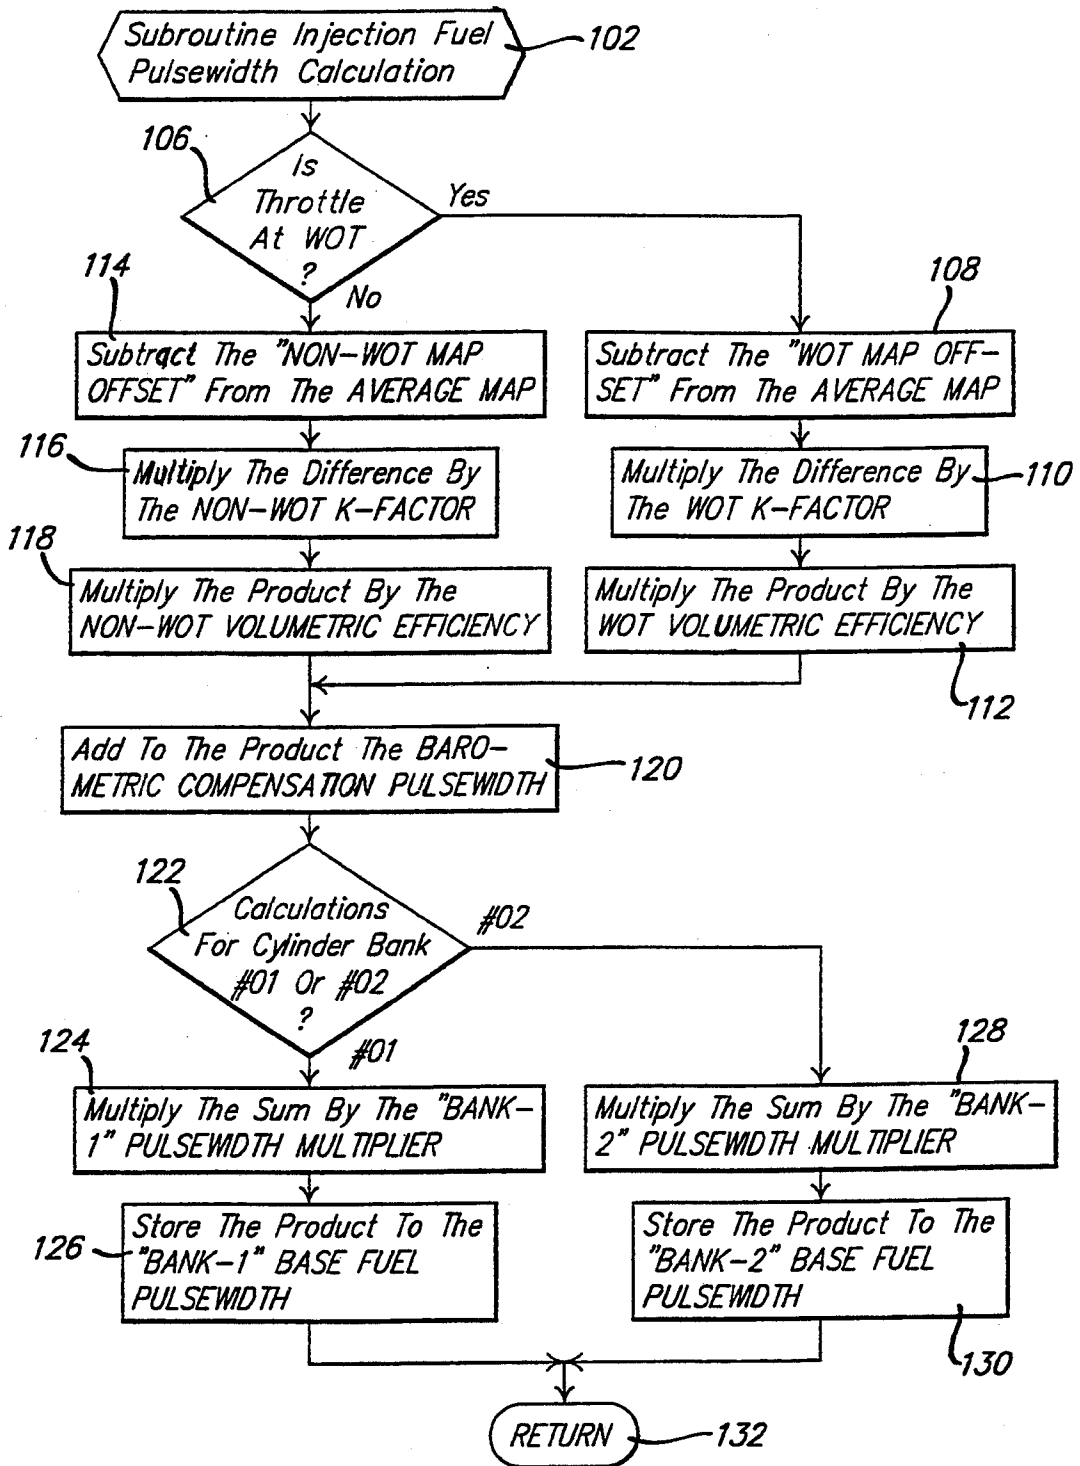 Subroutine Injection Fuel
Pulsewidth Calculation
102
106
Is
Throttle
At WOT
?
Yes
No
114
Subtract The "NON-WOT MAP
OFFSET" From The AVERAGE MAP
108
Subtract The "WOT MAP OFF-
SET" From The AVERAGE MAP
116
Multiply The Difference By
The NON-WOT K-FACTOR
Multiply The Difference By
The WOT K-FACTOR
110
118
Multiply The Product By The
NON-WOT VOLUMETRIC EFFICIENCY
Multiply The Product By The
WOT VOLUMETRIC EFFICIENCY
112
Add To The Product The BARO-
METRIC COMPENSATION PULSEWIDTH
120
122
Calculations
For Cylinder Bank
#01 Or #02
?
#02
#01
124
Multiply The Sum By The "BANK-
1" PULSEWIDTH MULTIPLIER
128
Multiply The Sum By The "BANK-
2" PULSEWIDTH MULTIPLIER
126
Store The Product To The
"BANK-1" BASE FUEL
PULSEWIDTH
Store The Product To The
"BANK-2" BASE FUEL
PULSEWIDTH
130
RETURN
132